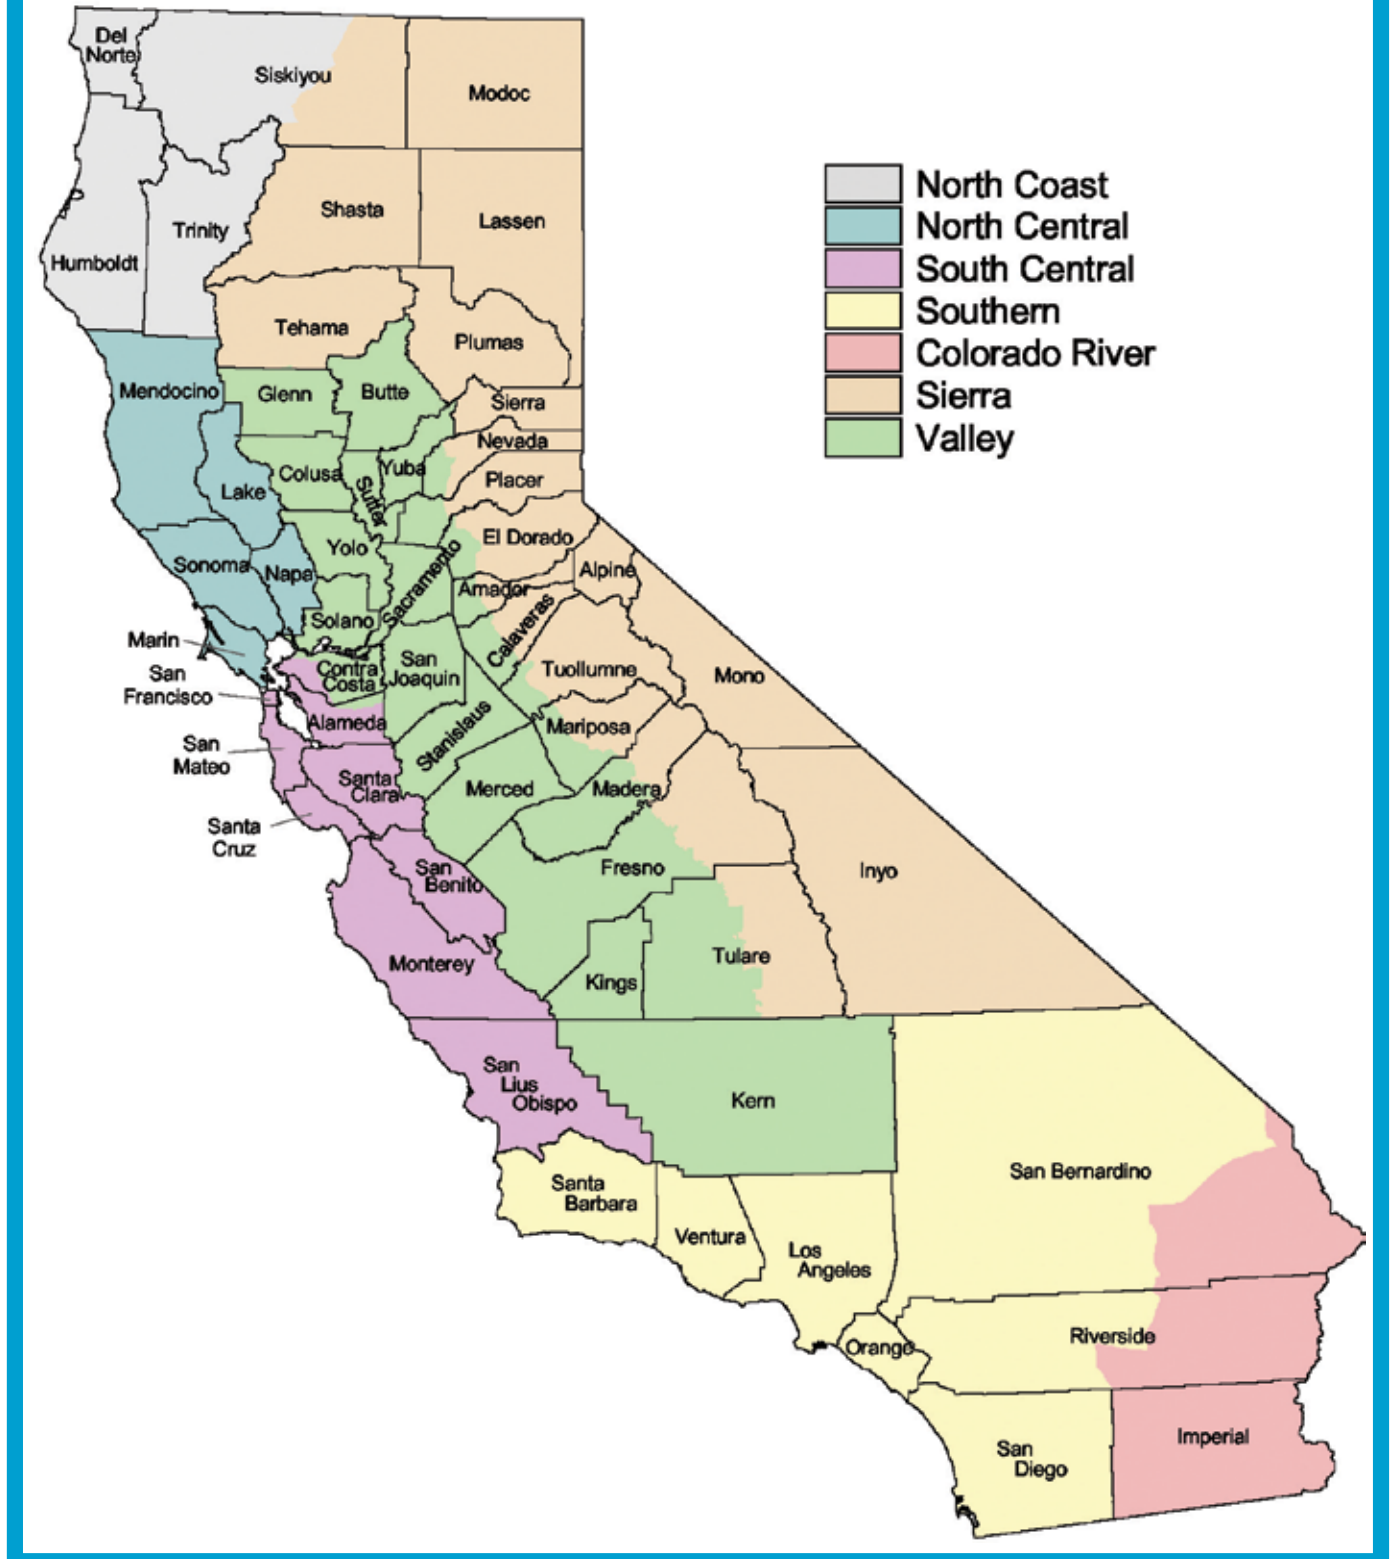 Del
Norte
Siskiyou
Modoc
Shasta
Lassen
Trinity
Humboldt
Tehama
Plumas
Mendocino
Glenn
Butte
Sierra
Nevada
Colusa
Yuba
Sutter
Placer
Lake
El Dorado
Yolo
Sonoma
Napa
Sacramento
Alpine
Amador
Solano
Calaveras
Marin
San
Francisco
Contra
Costa
San
Joaquin
Tuollumne
Mono
Alameda
Stanislaus
Mariposa
San
Mateo
Santa
Clara
Merced
Madera
Santa
Cruz
San
Benito
Fresno
Inyo
Monterey
Kings
Tulare
San
Lius
Obispo
Kern
San Bernardino
Santa
Barbara
Ventura
Los
Angeles
Orange
Riverside
San
Diego
Imperial
North Coast
North Central
South Central
Southern
Colorado River
Sierra
Valley